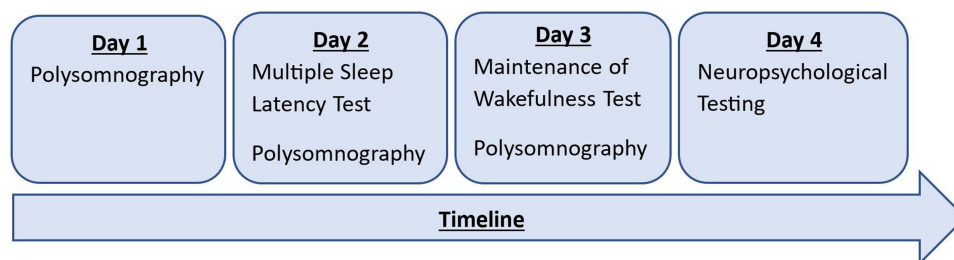 Day 1
Polysomnography
Day 2
Multiple Sleep
Latency Test
Polysomnography
Day 3
Maintenance of
Wakefulness Test
Polysomnography
Day 4
Neuropsychological
Testing
Timeline